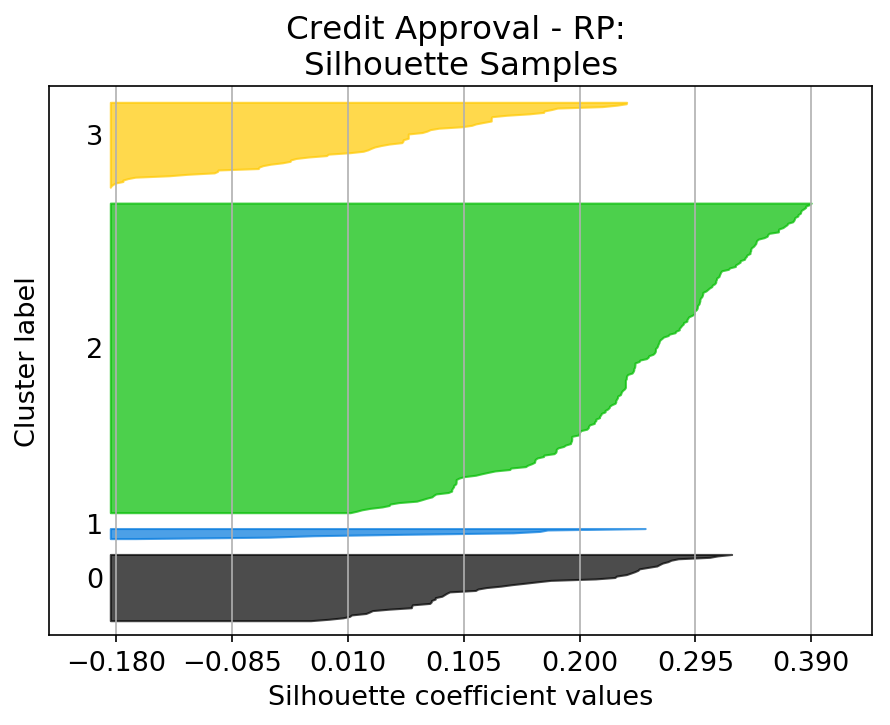 Credit Approval - RP:
Silhouette Samples
Cluster label
3
2
1
0
−0.180 −0.085 0.010 0.105 0.200 0.295 0.390
Silhouette coefficient values